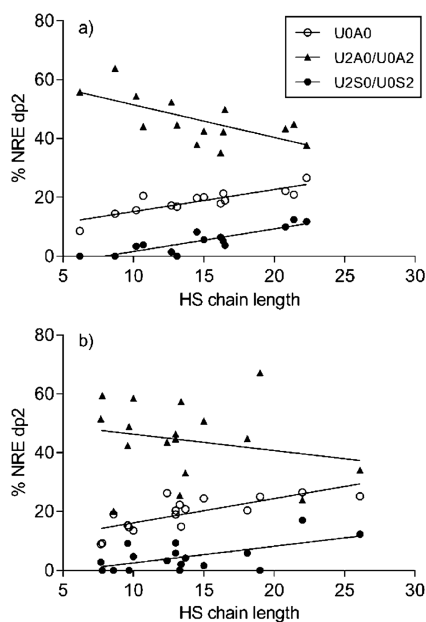 a)
U0A0
U2A0/U0A2
U2S0/U0S2
80
60
40
20
0
% NRE dp2
5 10 15 20 25 30
HS chain length
b)
80
60
40
20
0
% NRE dp2
5 10 15 20 25 30
HS chain length